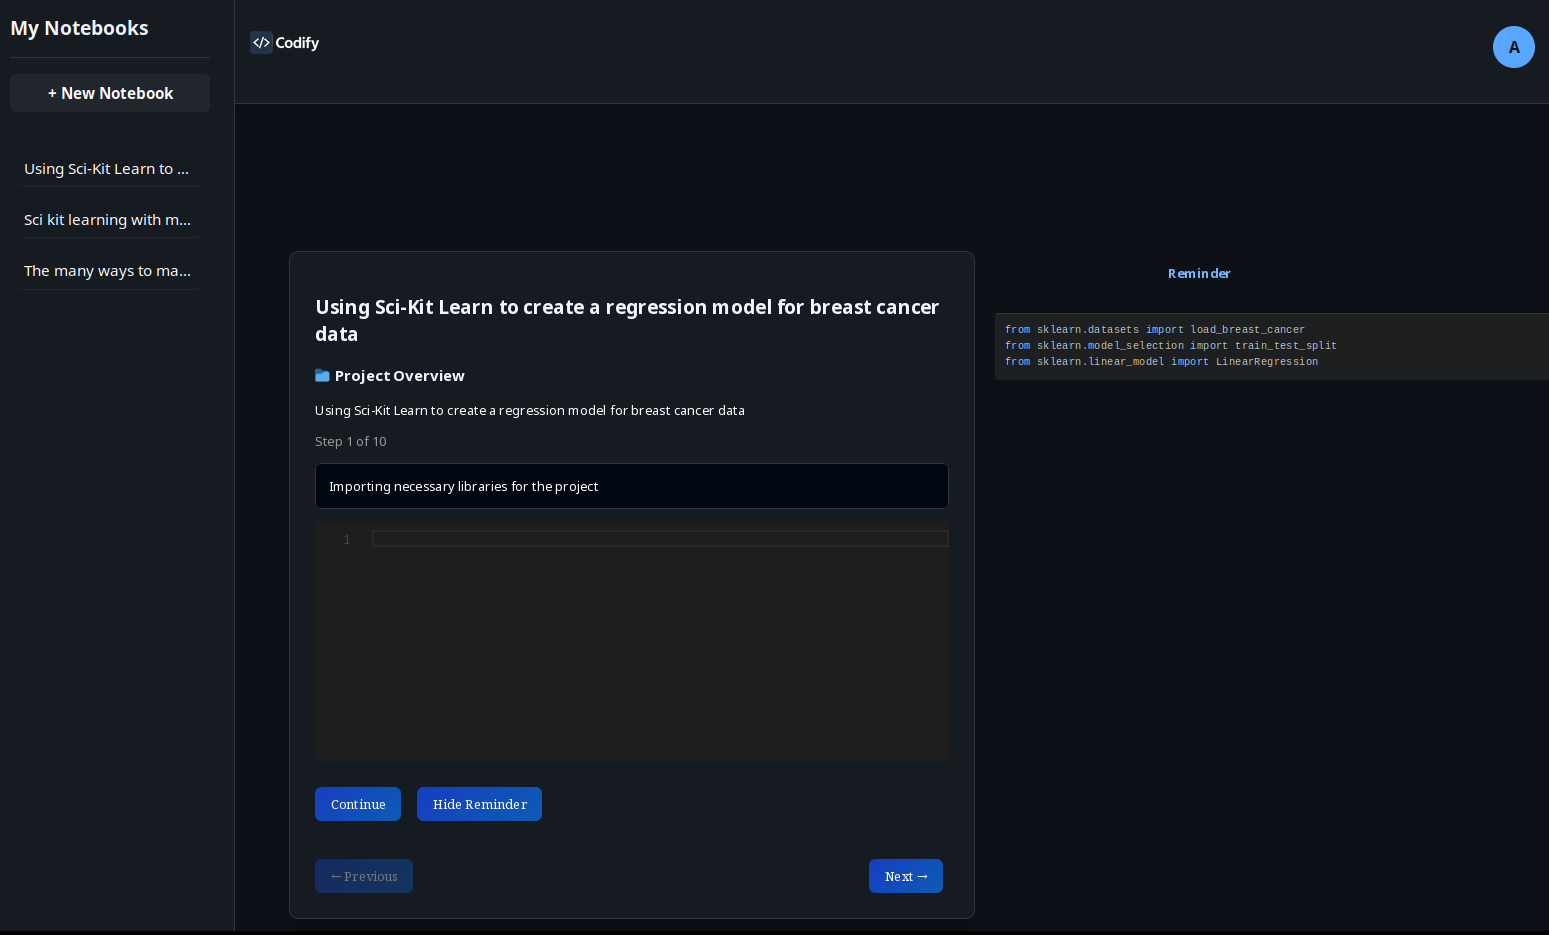 My Notebooks
+ New Notebook
Using Sci-Kit Learn to ...
Sci kit learning with m...
The many ways to ma...
</> Codify
A
Using Sci-Kit Learn to create a regression model for breast cancer
data
Project Overview
Using Sci-Kit Learn to create a regression model for breast cancer data
Step 1 of 10
Importing necessary libraries for the project
1
Continue
Hide Reminder
← Previous
Next →
Reminder
from sklearn.datasets import load_breast_cancer
from sklearn.model_selection import train_test_split
from sklearn.linear_model import LinearRegression